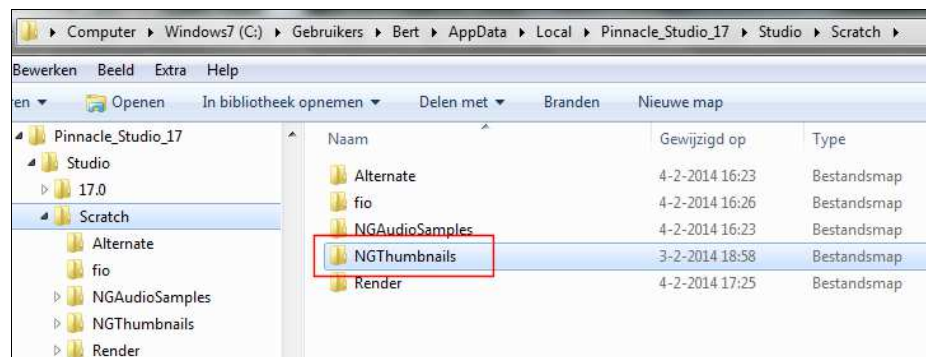 Computer Windows7 (C:) Gebruikers Bert AppData Local Pinnacle_Studio_17 Studio Scratch
Bewerken Beeld Extra Help
en Openen In bibliotheek opnemen Delen met Branden Nieuwe map
Pinnacle_Studio_17
Studio
17.0
Scratch
Alternate
fio
NGAudioSamples
NGThumbnails
Render
Naam Gewijzigd op Type
Alternate 4-2-2014 16:23 Bestandsmap
fio 4-2-2014 16:26 Bestandsmap
NGAudioSamples 4-2-2014 16:23 Bestandsmap
NGThumbnails 3-2-2014 18:58 Bestandsmap
Render 4-2-2014 17:25 Bestandsmap